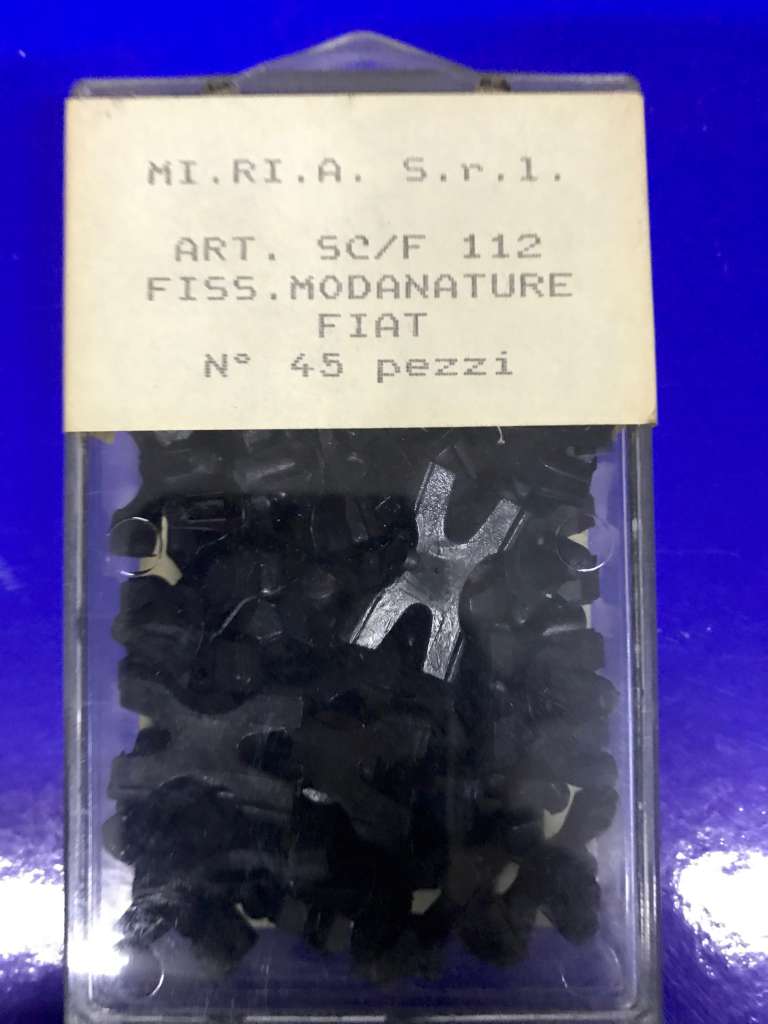 MI.RI.A. S.r.l.
ART. SC/F 112
FISS.MODANATURE
FIAT
N° 45 pezzi